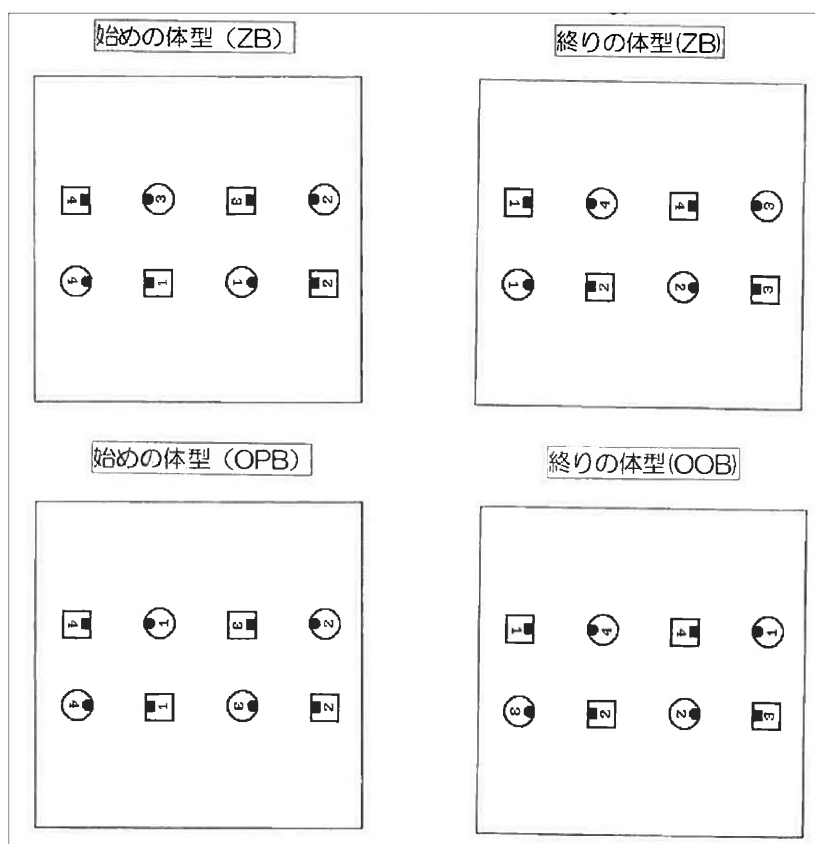 始めの体型（ZB）
終りの体型(ZB)
4 3 3 2
1 4 4 3
4 1 1 2
1 2 2 3
始めの体型（OPB）
終りの体型(OOB)
4 1 3 2
1 4 4 1
4 1 3 2
3 2 2 3